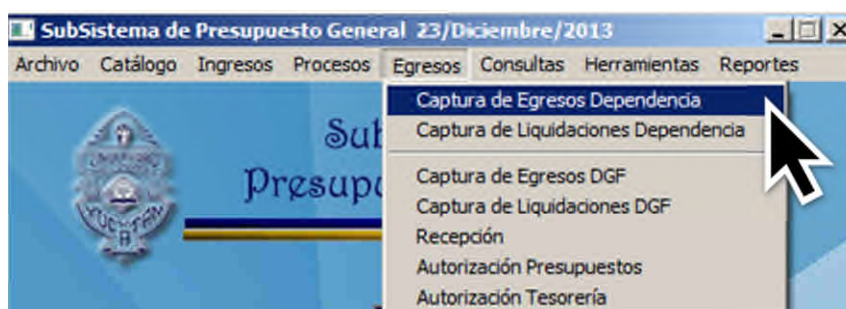 SubSistema de Presupuesto General 23/Diciembre/2013
Archivo Catálogo Ingresos Procesos Egresos Consultas Herramientas Reportes
Captura de Egresos Dependencia
Captura de Liquidaciones Dependencia
Captura de Egresos DGF
Captura de Liquidaciones DGF
Recepción
Autorización Presupuestos
Autorización Tesorería